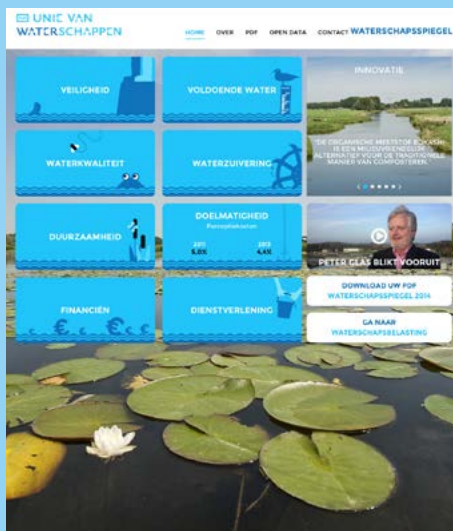 UNIE VAN
WATERSCHAPPEN
HOME OVER PDF OPEN DATA CONTACT WATERSCHAPSSPIEGEL
VEILIGHEID
VOLDOENDE WATER
INNOVATIE
"DE ORGANISCHE MESTSTOF BOKASHI
IS EEN MILIEUVRIENDELIJK
ALTERNATIEF VOOR DE TRADITIONELE
MANIER VAN COMPOSTEREN."
WATERKWALITEIT
WATERZUIVERING
DUURZAAMHEID
DOELMATIGHEID
Perceptiekosten
2011 2013
5,8% 4,4%
PETER GLAS BLIKT VOORUIT
FINANCIËN
DIENSTVERLENING
DOWNLOAD UW PDF
WATERSCHAPSSPIEGEL 2014
GA NAAR
WATERSCHAPSBELASTING